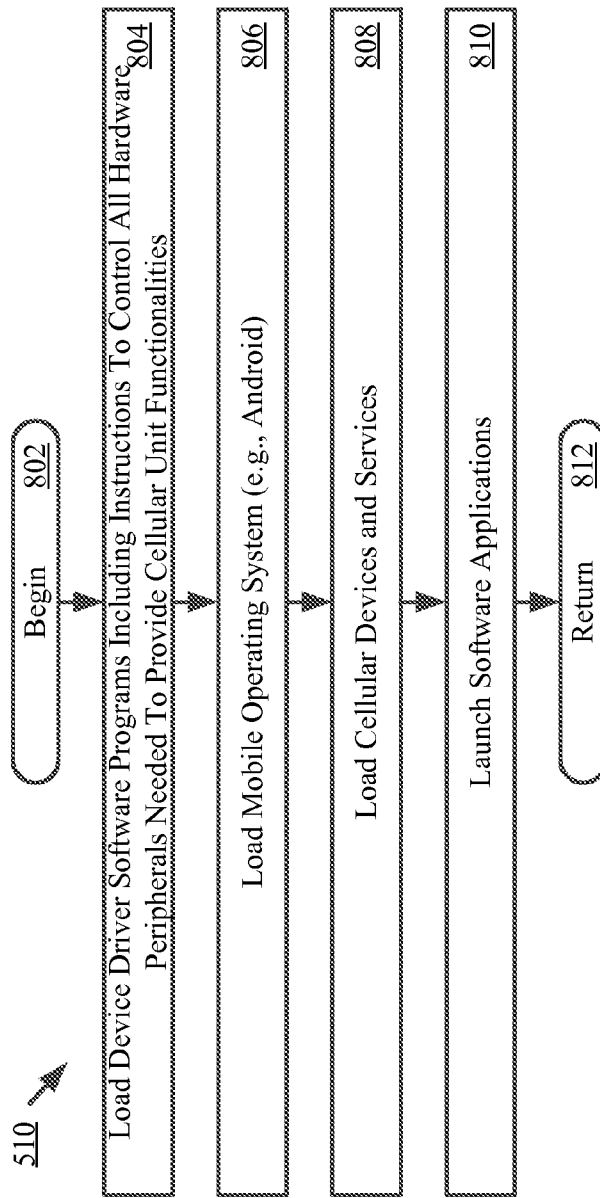 510
Begin 802
Load Device Driver Software Programs Including Instructions To Control All Hardware
Peripherals Needed To Provide Cellular Unit Functionalities 804
Load Mobile Operating System (e.g., Android) 806
Load Cellular Devices and Services 808
Launch Software Applications 810
Return 812